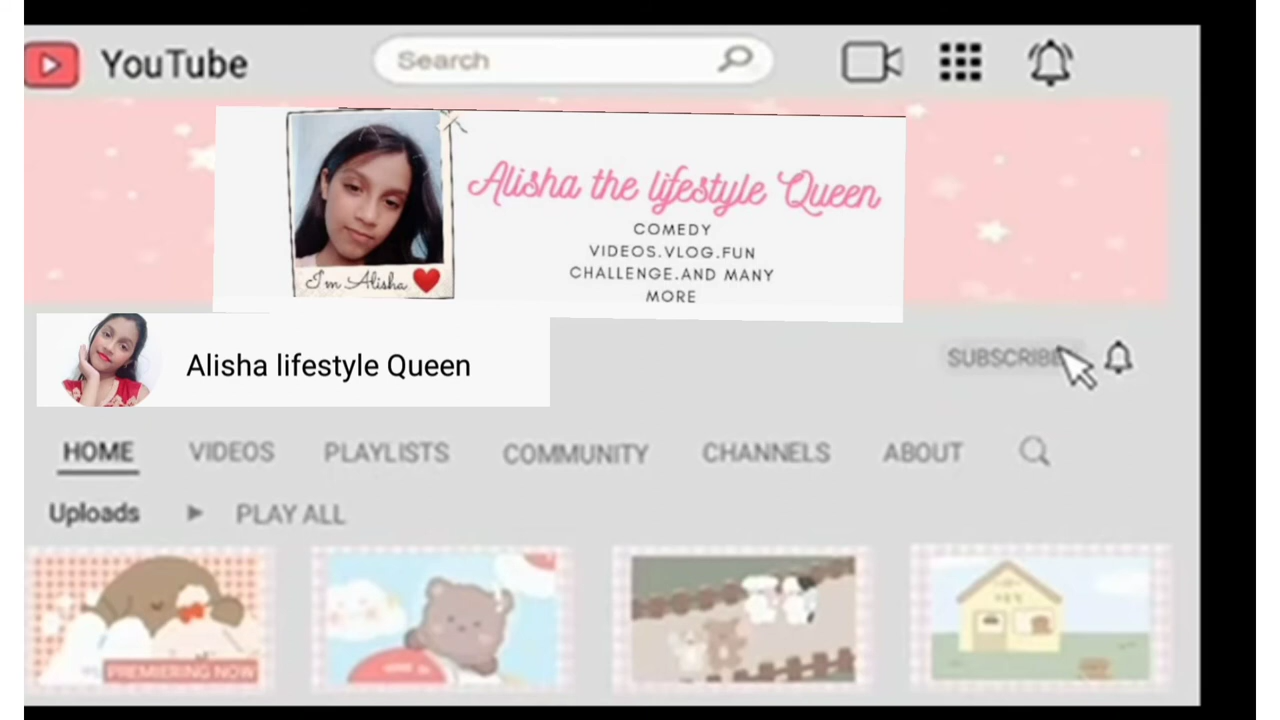 YouTube
Search
Alisha the lifestyle Queen
COMEDY
VIDEOS.VLOG.FUN
CHALLENGE.AND MANY
MORE
I'm Alisha
Alisha lifestyle Queen
SUBSCRIBE
HOME VIDEOS PLAYLISTS COMMUNITY CHANNELS ABOUT
Uploads PLAY ALL
PREMIERING NOW